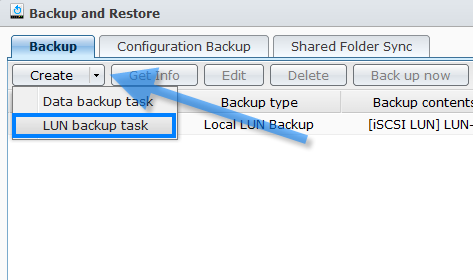 Backup and Restore
Backup Configuration Backup Shared Folder Sync
Create Get Info Edit Delete Back up now
Data backup task Backup type Backup contents
LUN backup task Local LUN Backup [iSCSI LUN] LUN-